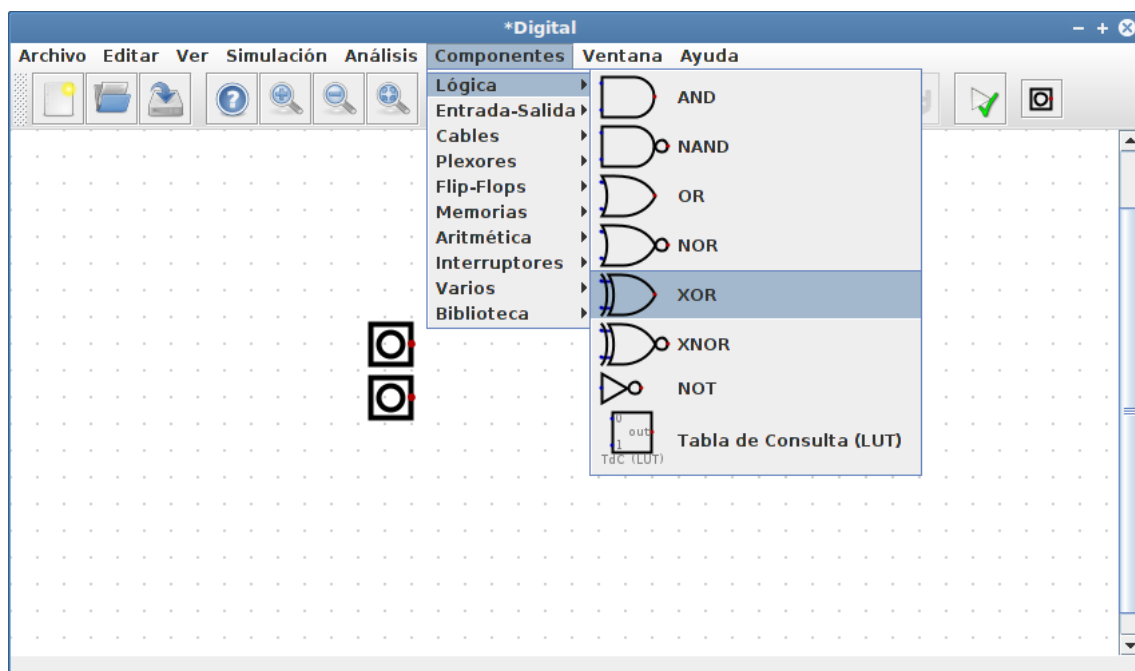 *Digital
Archivo Editar Ver Simulación Análisis Componentes Ventana Ayuda
Lógica
Entrada-Salida
Cables
Plexores
Flip-Flops
Memorias
Aritmética
Interruptores
Varios
Biblioteca
AND
NAND
OR
NOR
XOR
XNOR
NOT
0
out
1
TdC (LUT)
Tabla de Consulta (LUT)